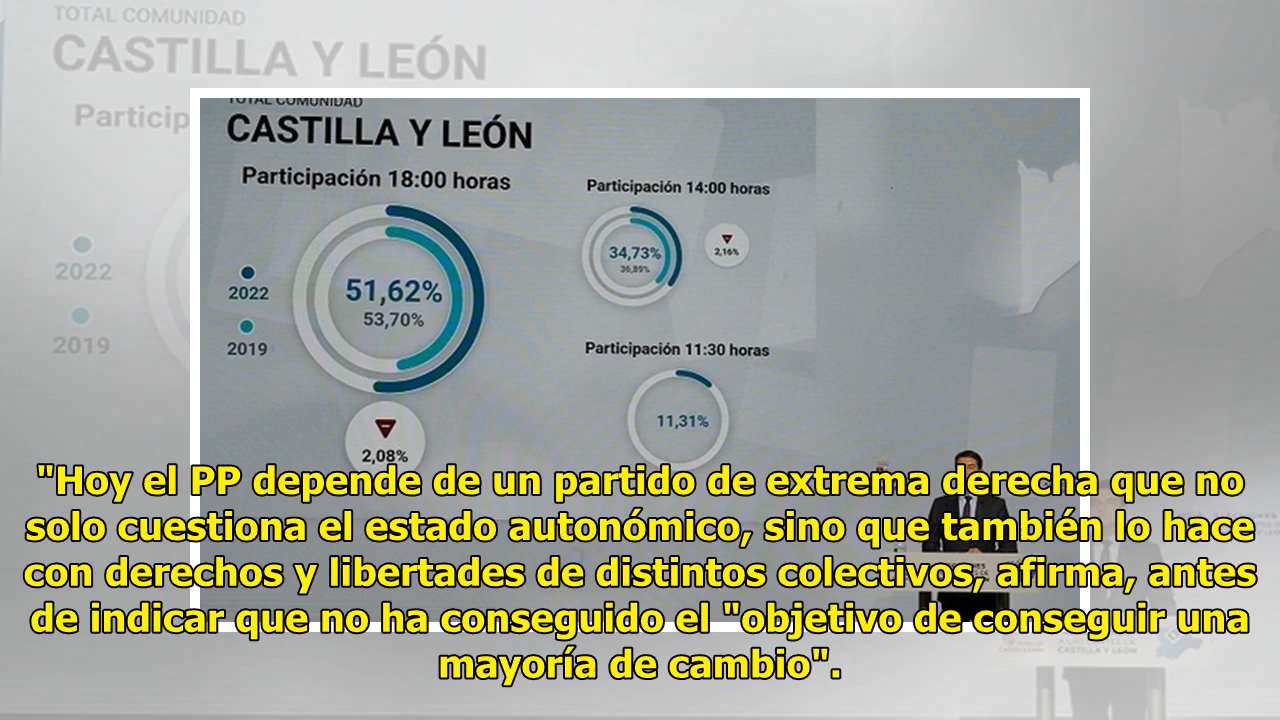 TOTAL COMUNIDAD
CASTILLA Y LEÓN
Particip
2022
2019
TOTAL COMUNIDAD
CASTILLA Y LEÓN
Participación 18:00 horas
2022
2019
51,62%
53,70%
2,08%
Participación 14:00 horas
34,73%
36,89%
2,16%
Participación 11:30 horas
11,31%
"Hoy el PP depende de un partido de extrema derecha que no
solo cuestiona el estado autonómico, sino que también lo hace
con derechos y libertades de distintos colectivos, afirma, antes
de indicar que no ha conseguido el "objetivo de conseguir una
mayoría de cambio".
CASTILLA Y LEÓN